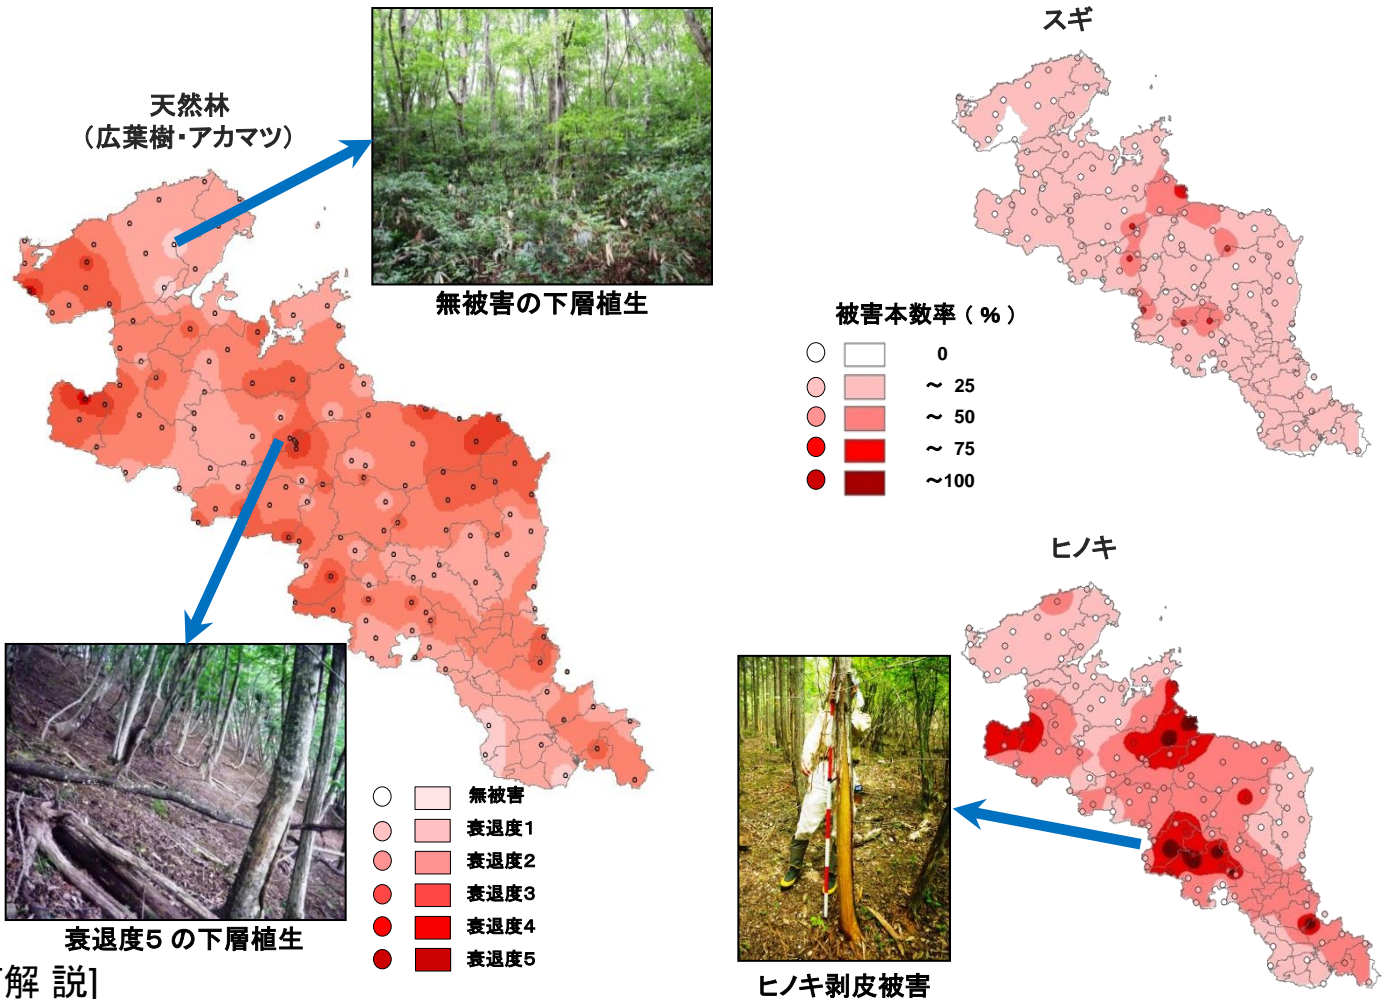 スギ
天然林
（広葉樹・アカマツ）
無被害の下層植生
被害本数率（％）
0
～ 25
～ 50
～ 75
～100
ヒノキ
無被害
衰退度１
衰退度２
衰退度３
衰退度４
衰退度５
衰退度５ の下層植生
ヒノキ剥皮被害
[解 説]